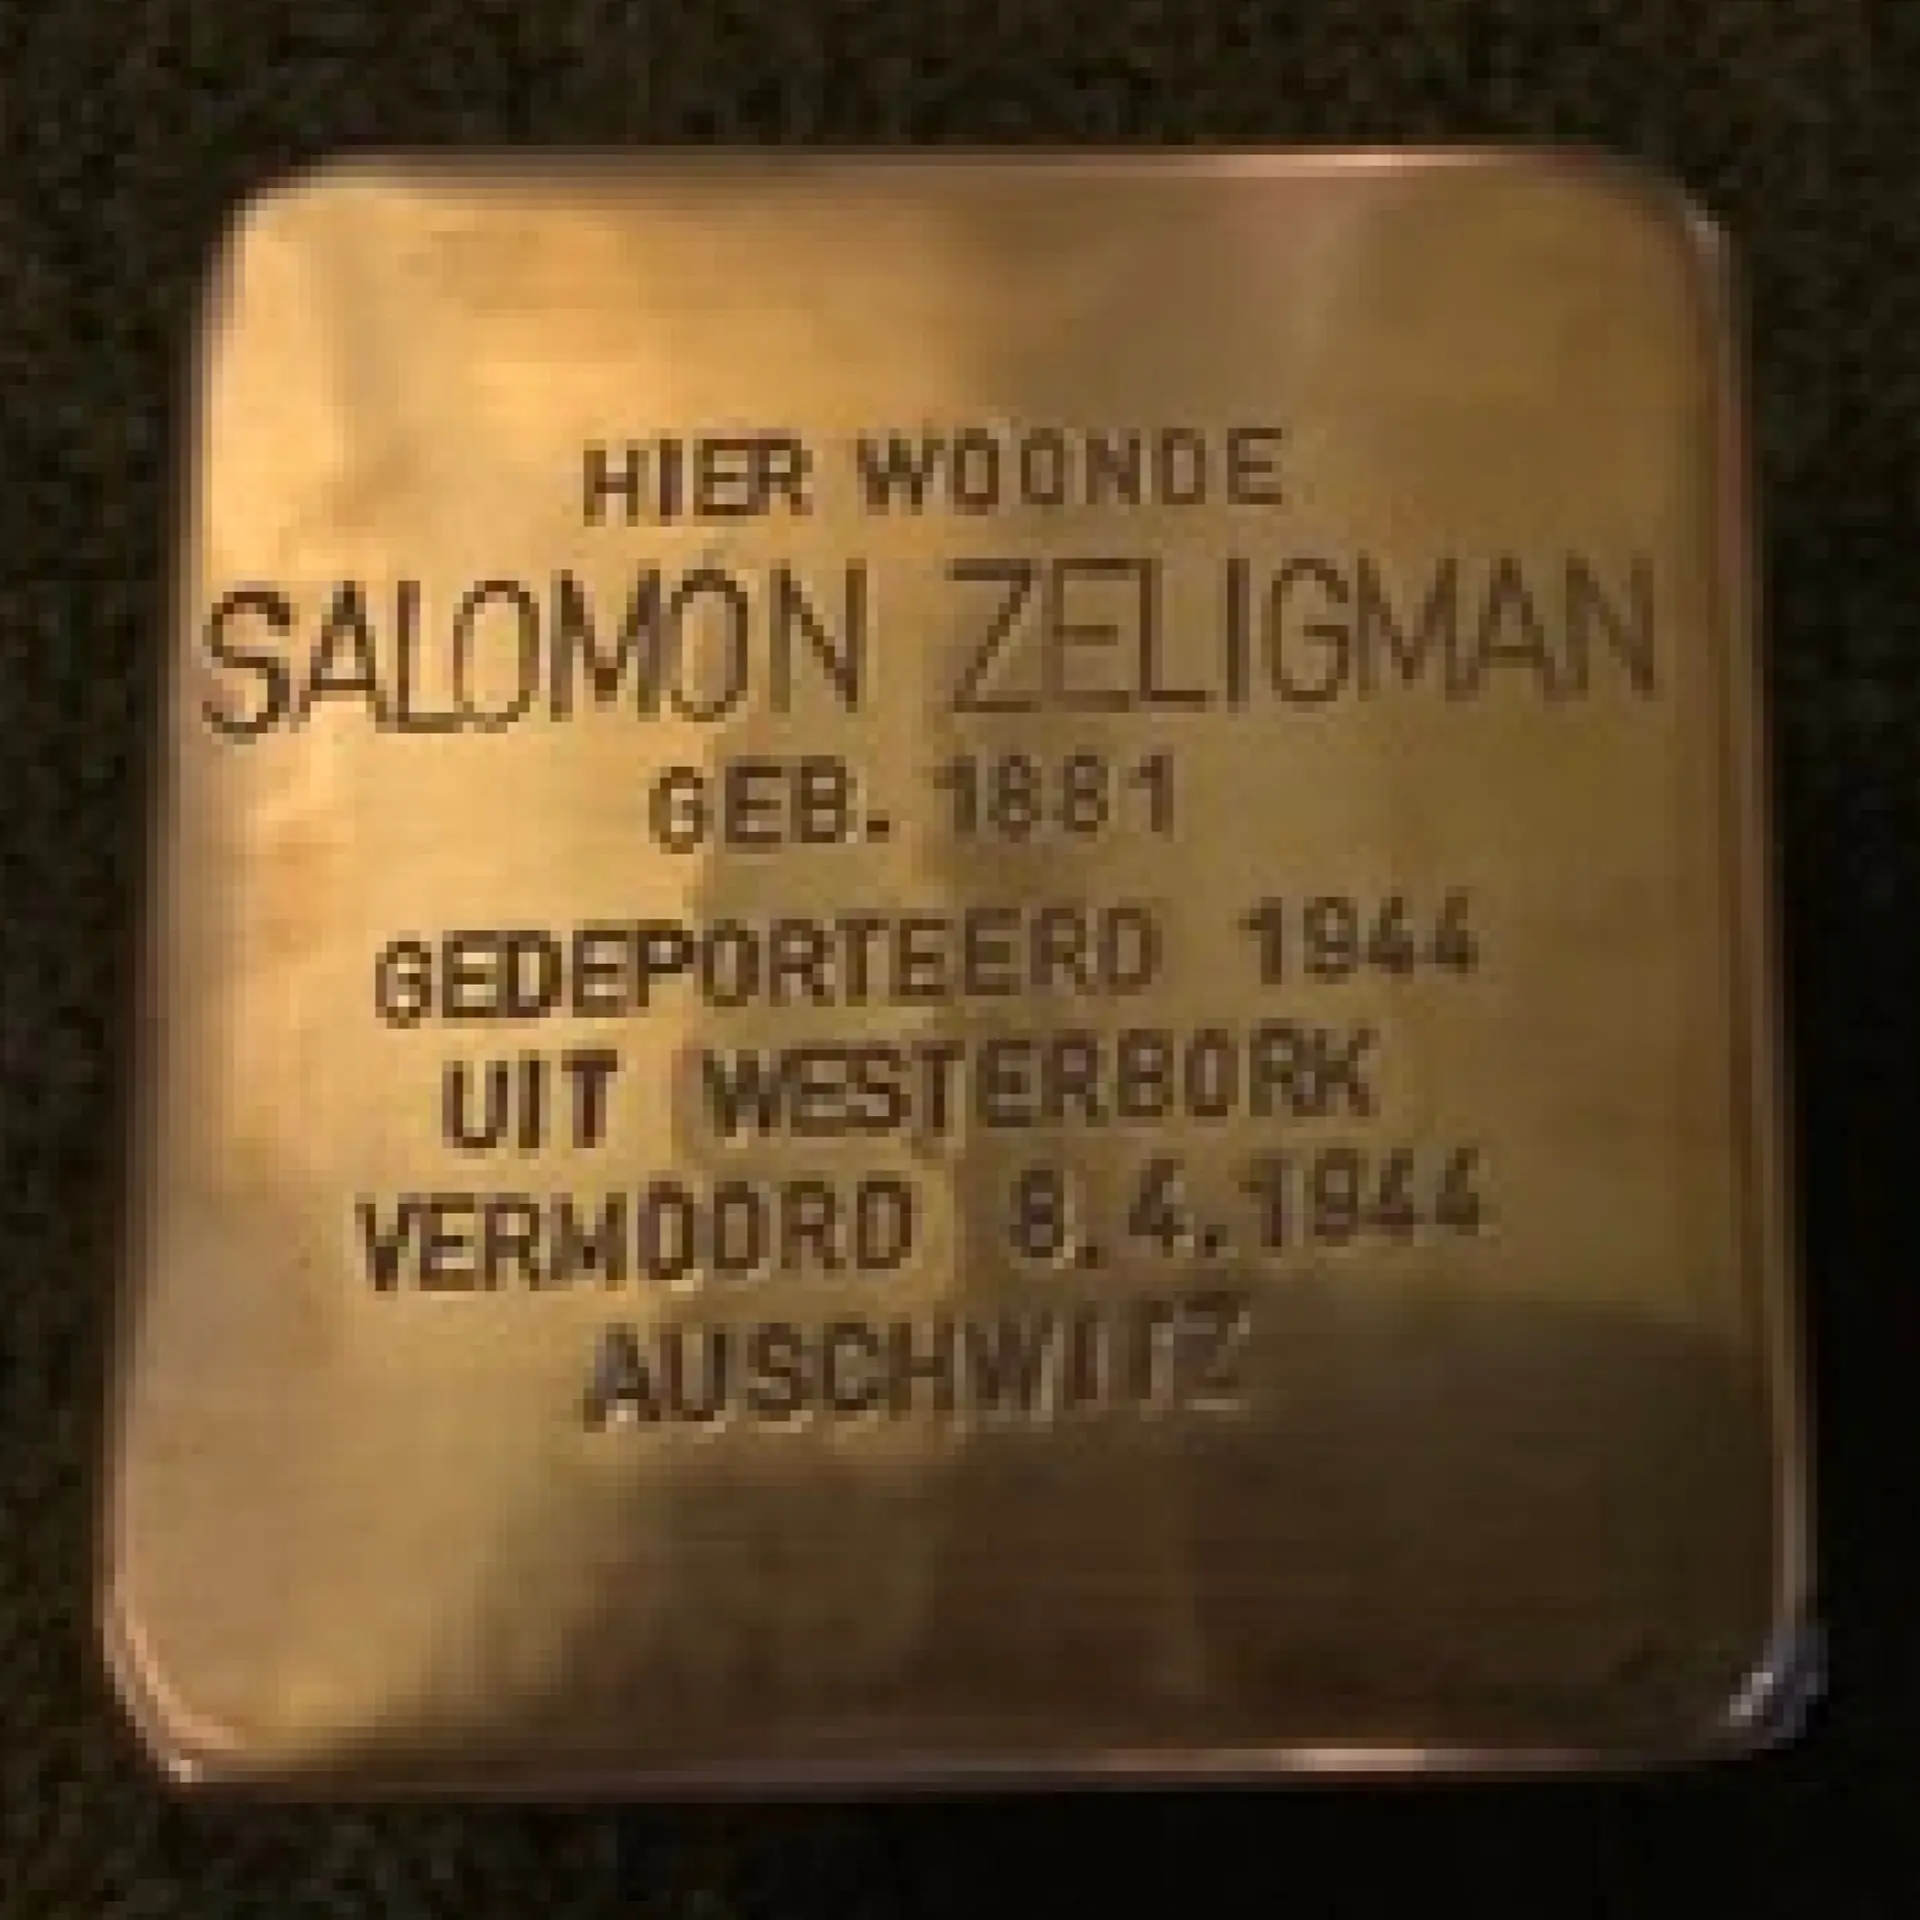 HIER WOONDE
SALOMON ZELIGMAN
GEB. 1881
GEDEPORTEERD 1944
UIT WESTERBORK
VERMOORD 8.4.1944
AUSCHWITZ